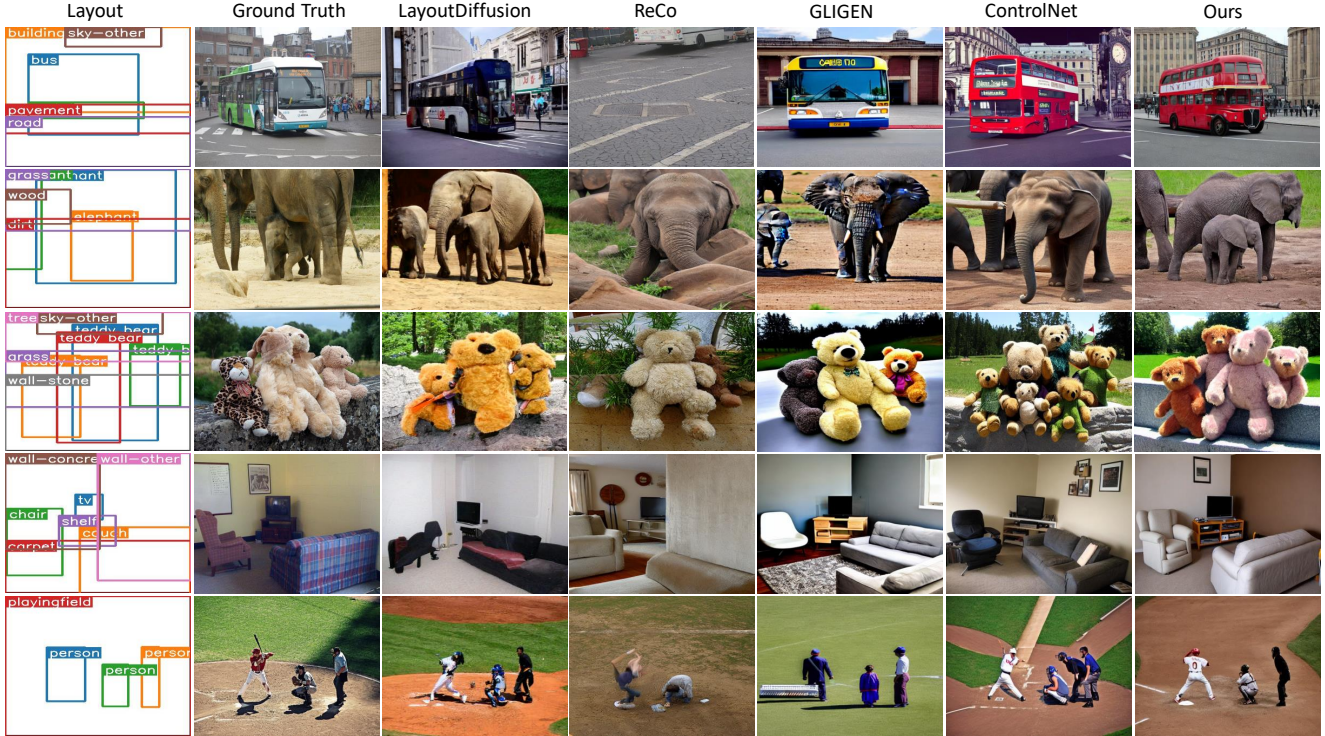 Layout Ground Truth LayoutDiffusion ReCo GLIGEN ControlNet Ours
building sky-other
bus
pavement
road
grass
wood
elephant
dirt
tree sky-other
teddy bear
teddy bear
teddy b
grass
teddy bear
wall-stone
wall-concre wall-other
tv
chair
shelf
couch
carpet
playingfield
person
person
person